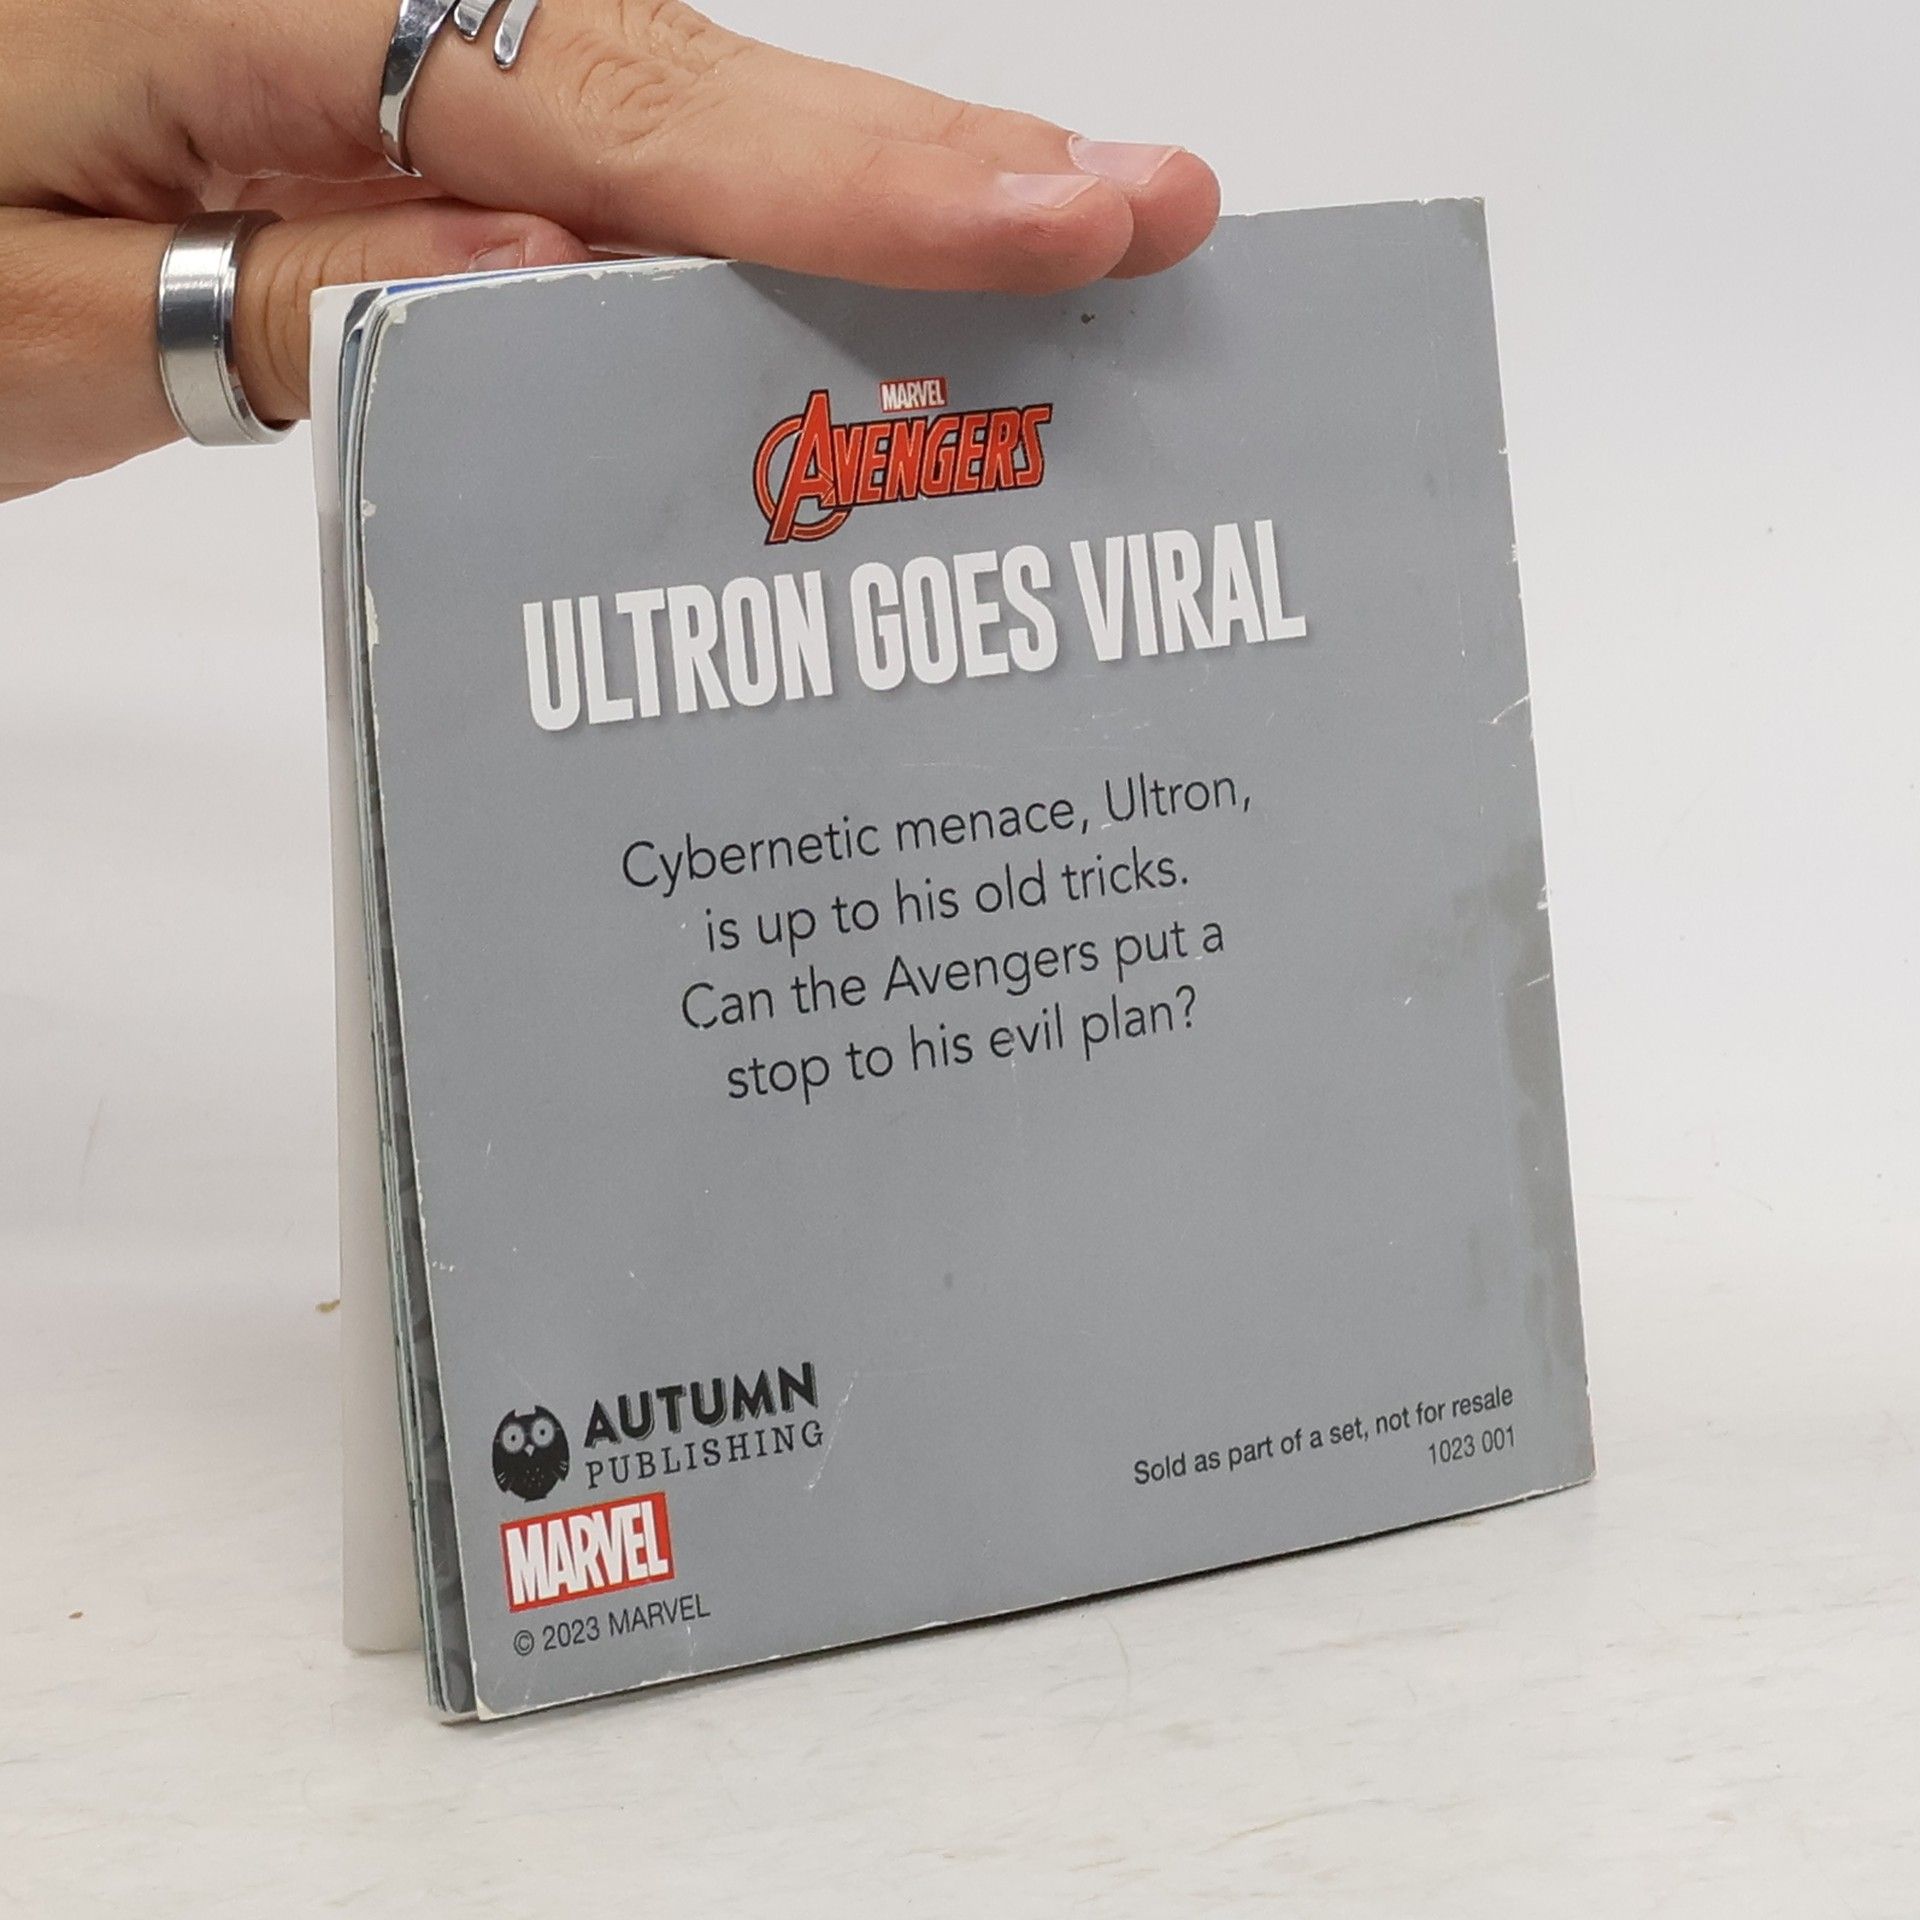 MARVEL
AVENGERS
ULTRON GOES VIRAL
Cybernetic menace, Ultron,
is up to his old tricks.
Can the Avengers put a
stop to his evil plan?
AUTUMN
PUBLISHING
MARVEL
© 2023 MARVEL
Sold as part of a set, not for resale
1023 001